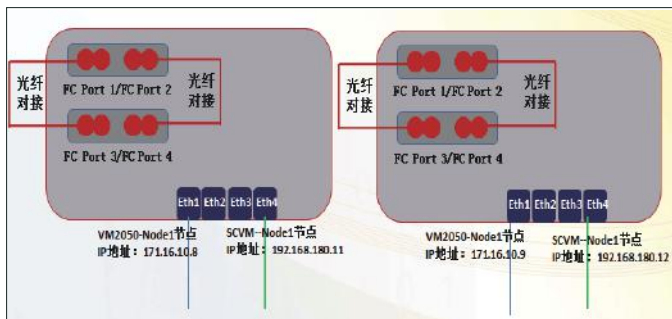 光纤
对接
FC Port 1/FC Port 2
光纤
对接
FC Port 3/FC Port 4
Eth1 Eth2 Eth3 Eth4
VM2050-Node1节点
IP地址：171.16.10.8
SCVM--Node1节点
IP地址：192.168.180.11
光纤
对接
FC Port 1/FC Port 2
光纤
对接
FC Port 3/FC Port 4
Eth1 Eth2 Eth3 Eth4
VM2050-Node1节点
IP地址：171.16.10.9
SCVM--Node1节点
IP地址：192.168.180.12